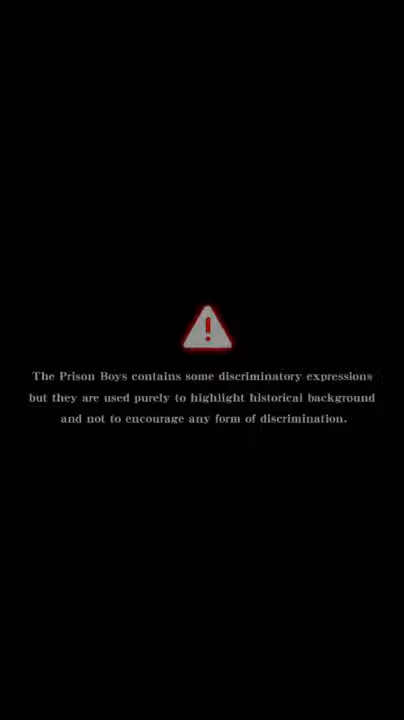 The Prison Boys contains some discriminatory expressions
but they are used purely to highlight historical background
and not to encourage any form of discrimination.